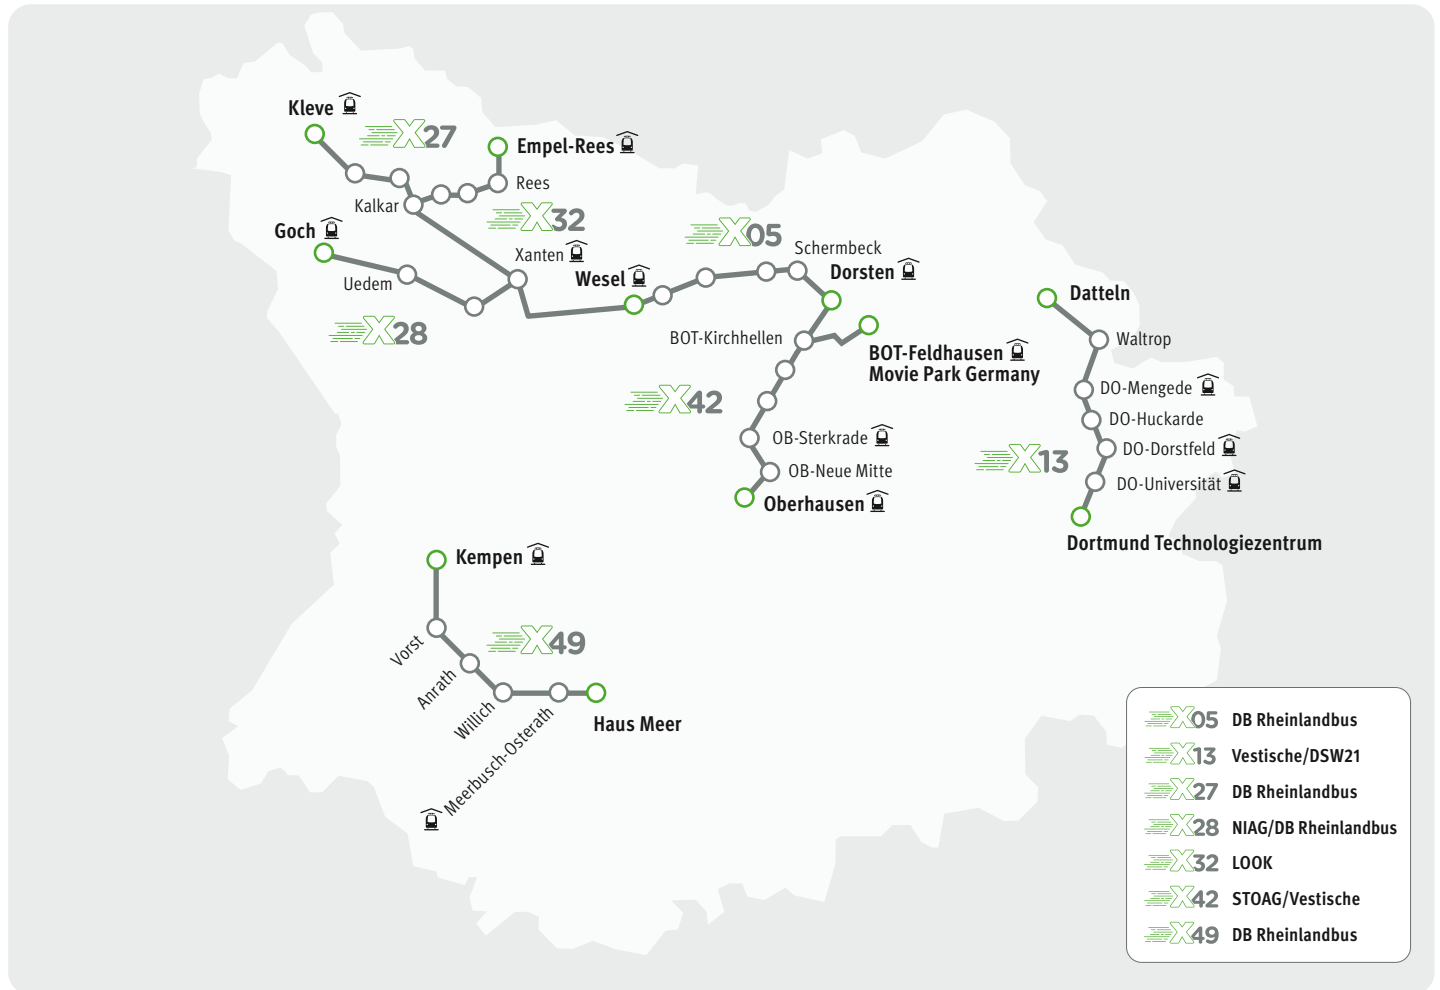 Kleve
X27
Empel-Rees
Rees
Kalkar
X32
Goch
Xanten
X05
Schermbeck
Uedem
Wesel
Dorsten
X28
BOT-Kirchhellen
BOT-Feldhausen
Movie Park Germany
X42
OB-Sterkrade
OB-Neue Mitte
Oberhausen
Datteln
Waltrop
DO-Mengede
DO-Huckarde
DO-Dorstfeld
X13
DO-Universität
Dortmund Technologiezentrum
Kempen
Vorst
X49
Anrath
Willich
Meerbusch-Osterath
Haus Meer
X05 DB Rheinlandbus
X13 Vestische/DSW21
X27 DB Rheinlandbus
X28 NIAG/DB Rheinlandbus
X32 LOOK
X42 STOAG/Vestische
X49 DB Rheinlandbus